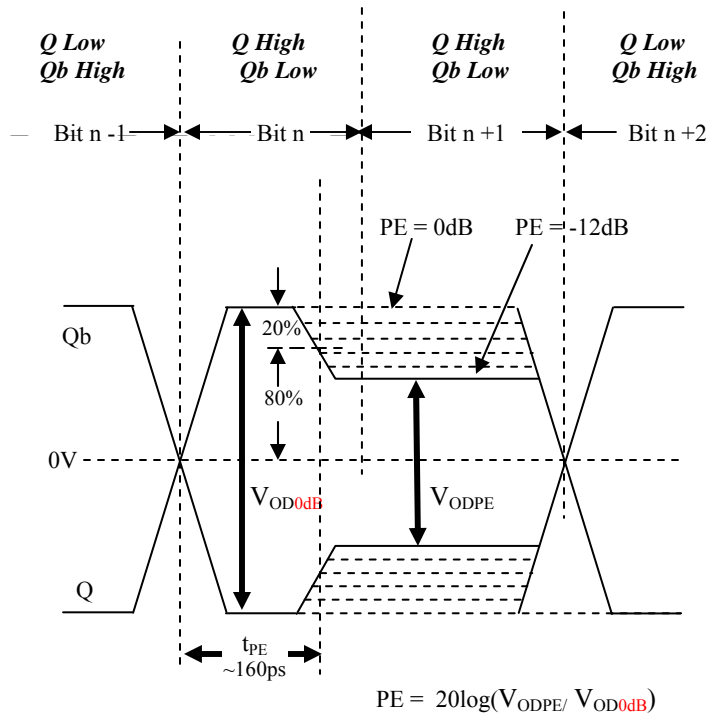 Q Low Q High Q High Q Low
Qb High Qb Low Qb Low Qb High
Bit n -1 Bit n Bit n +1 Bit n +2
PE = 0dB PE = -12dB
20%
Qb
80%
0V
VOD0dB VODPE
Q
tPE
~160ps
PE = 20log(VODPE/ VOD0dB)